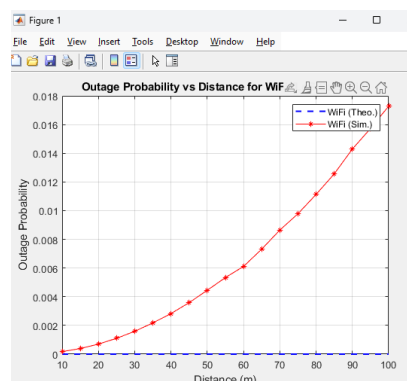 Figure 1
File Edit View Insert Tools Desktop Window Help
Outage Probability vs Distance for WiF
WiFi (Theo.)
WiFi (Sim.)
0.018
0.016
0.014
0.012
0.01
0.008
0.006
0.004
0.002
0
Outage Probability
10 20 30 40 50 60 70 80 90 100
Distance (m)